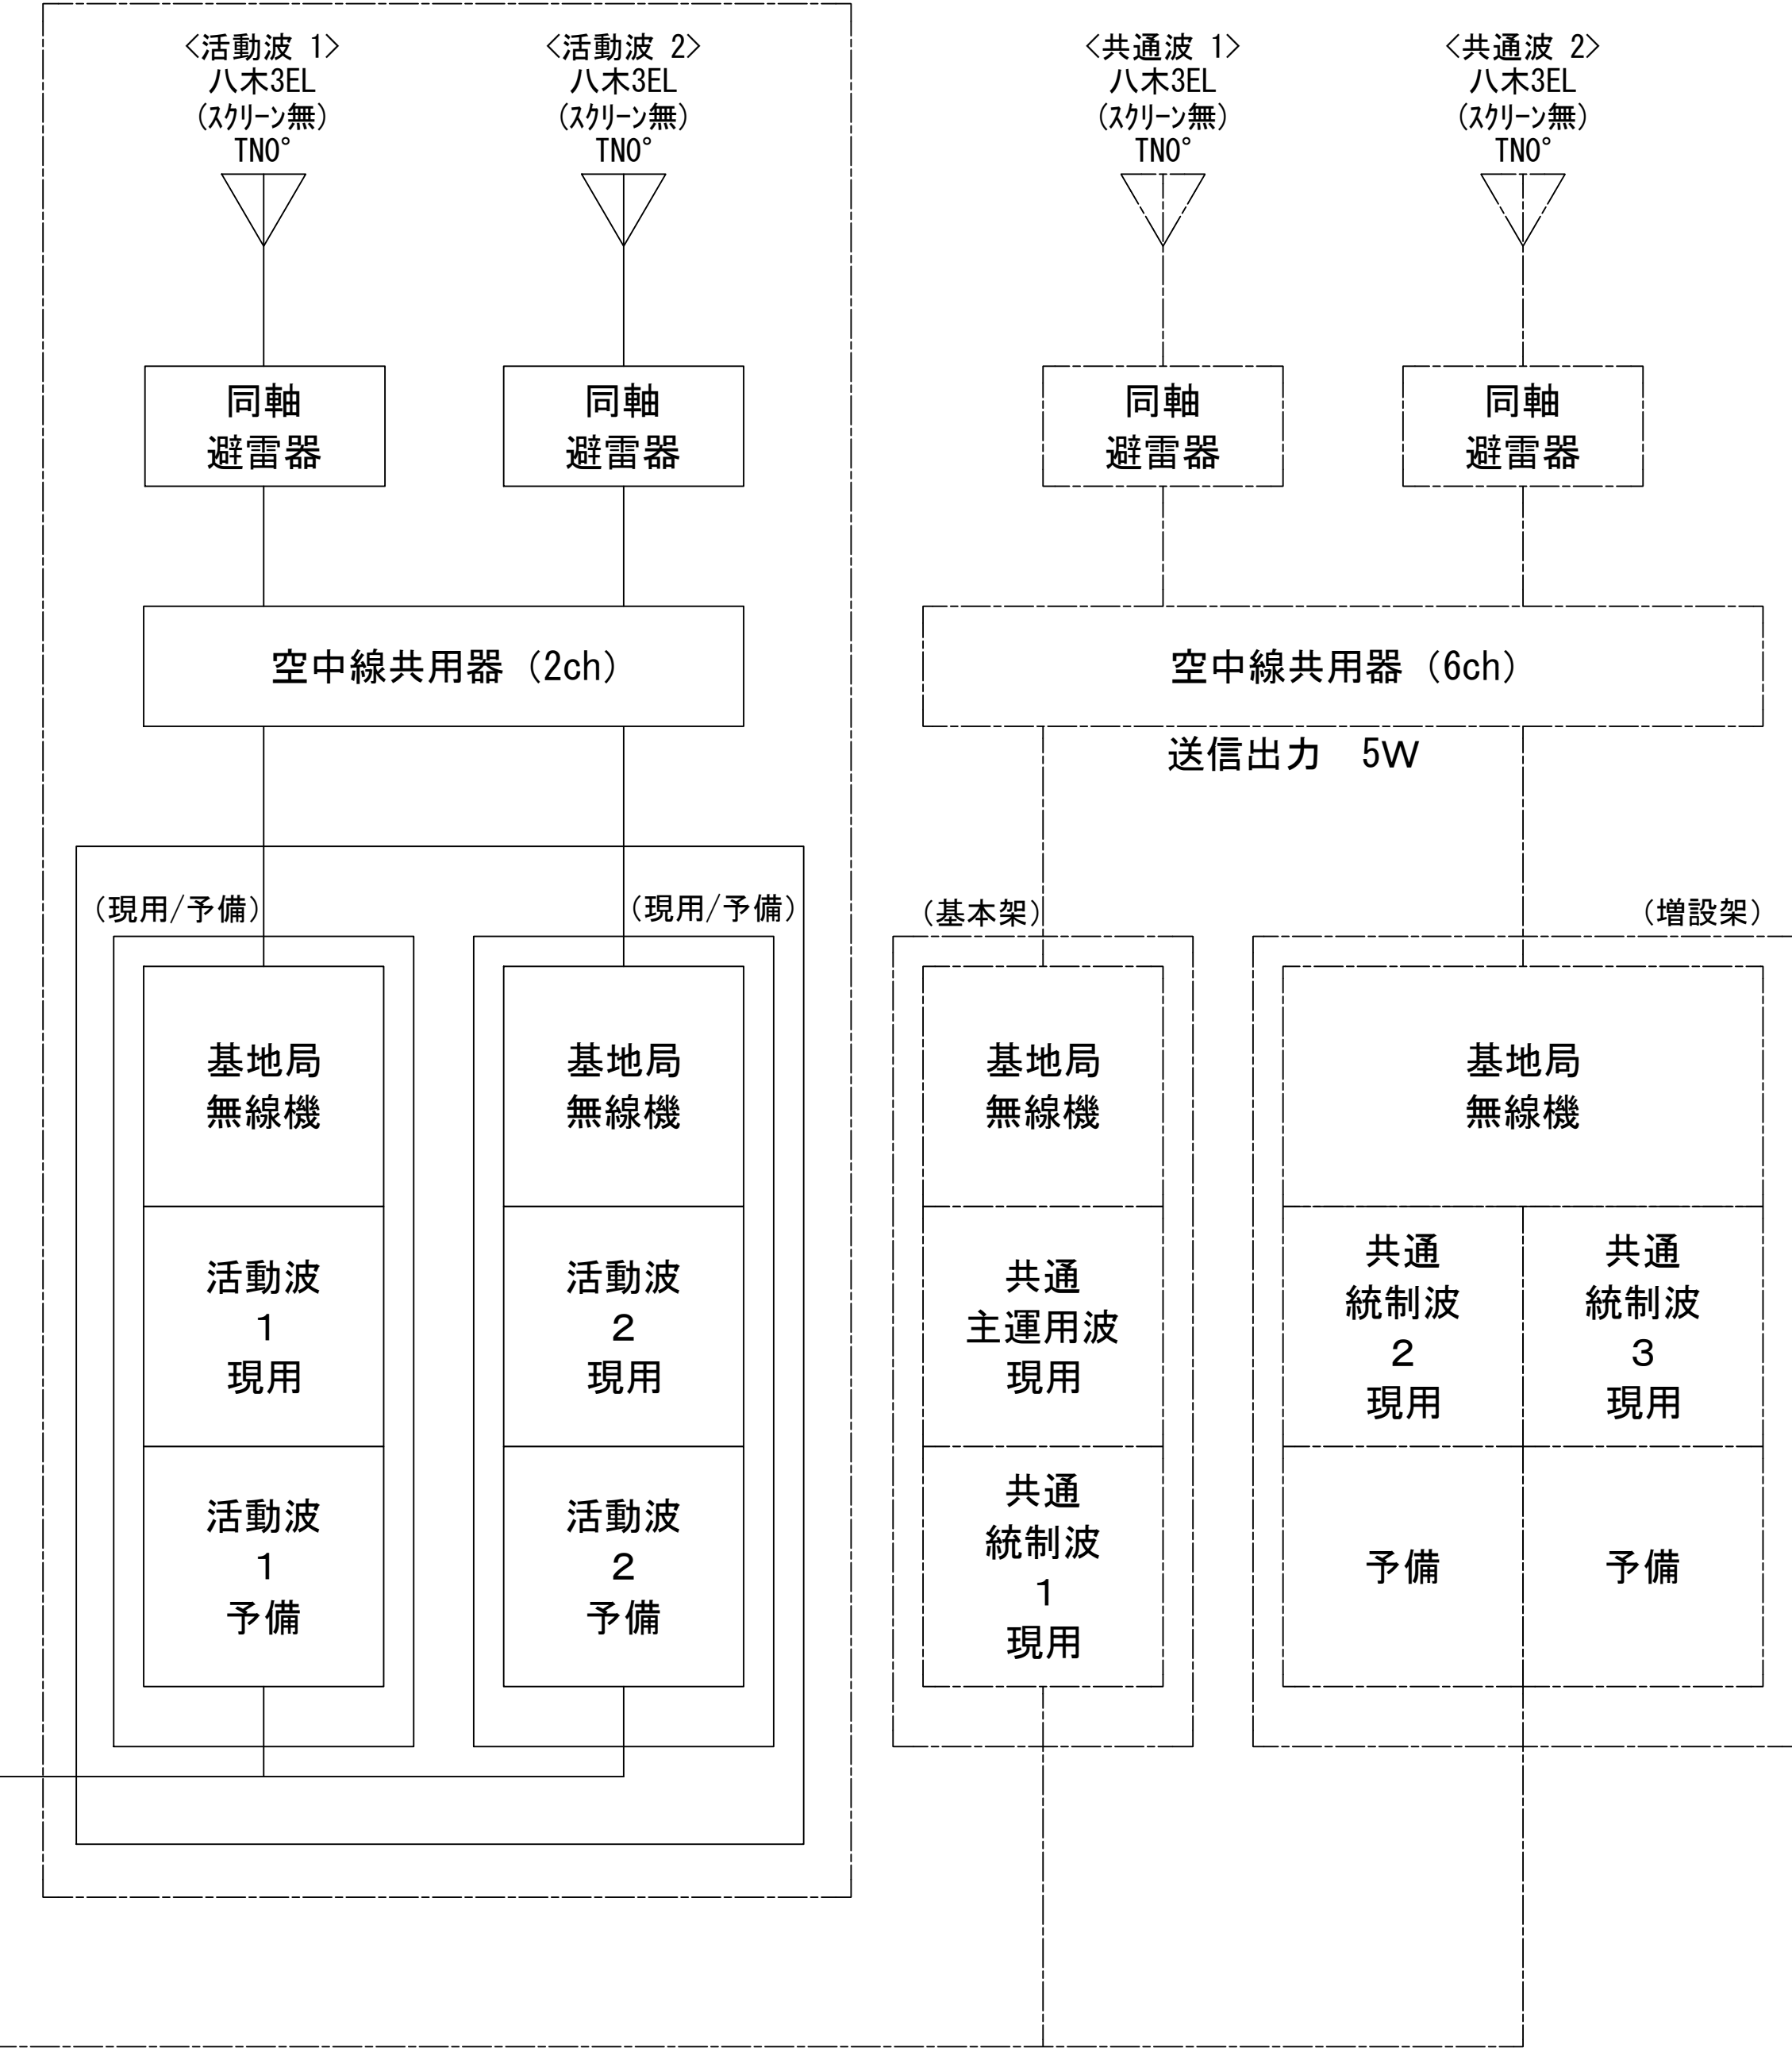 <活動波 1>
八木3EL
(ｽｸﾘｰﾝ無)
TN0°
<活動波 2>
八木3EL
(ｽｸﾘｰﾝ無)
TN0°
<共通波 1>
八木3EL
(ｽｸﾘｰﾝ無)
TN0°
<共通波 2>
八木3EL
(ｽｸﾘｰﾝ無)
TN0°
同軸
避雷器
同軸
避雷器
同軸
避雷器
同軸
避雷器
空中線共用器 (2ch)
空中線共用器 (6ch)
送信出力　5W
(現用/予備)
(現用/予備)
(基本架)
(増設架)
基地局
無線機
基地局
無線機
基地局
無線機
基地局
無線機
活動波
1
現用
活動波
2
現用
共通
主運用波
現用
共通
統制波
2
現用
共通
統制波
3
現用
活動波
1
予備
活動波
2
予備
共通
統制波
1
現用
予備
予備